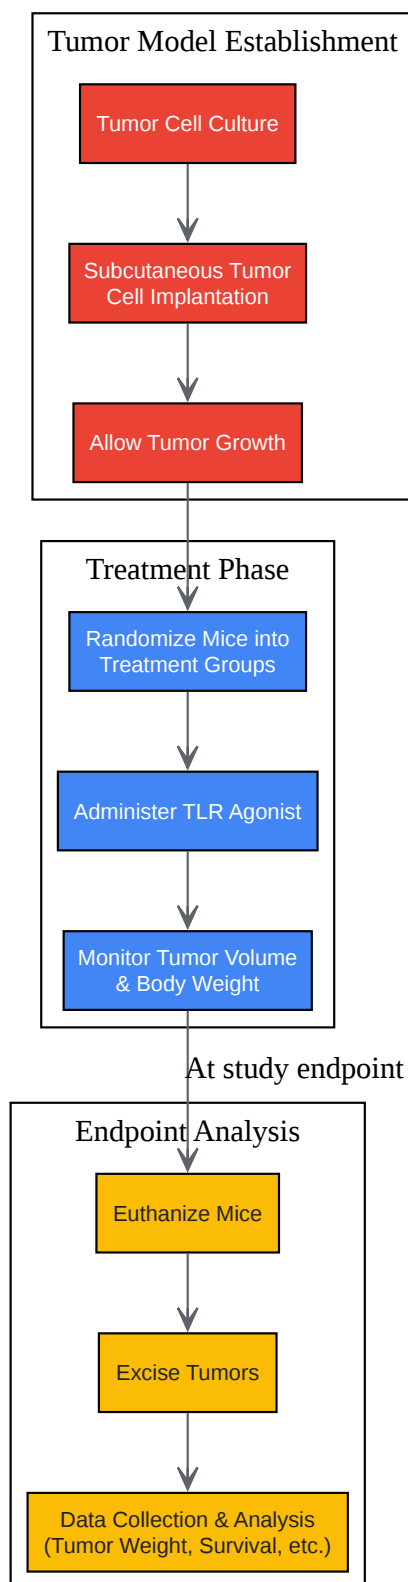 Tumor Model Establishment
Tumor Cell Culture
Subcutaneous Tumor
Cell Implantation
Allow Tumor Growth
Treatment Phase
Randomize Mice into
Treatment Groups
Administer TLR Agonist
Monitor Tumor Volume
& Body Weight
At study endpoint
Endpoint Analysis
Euthanize Mice
Excise Tumors
Data Collection & Analysis
(Tumor Weight, Survival, etc.)